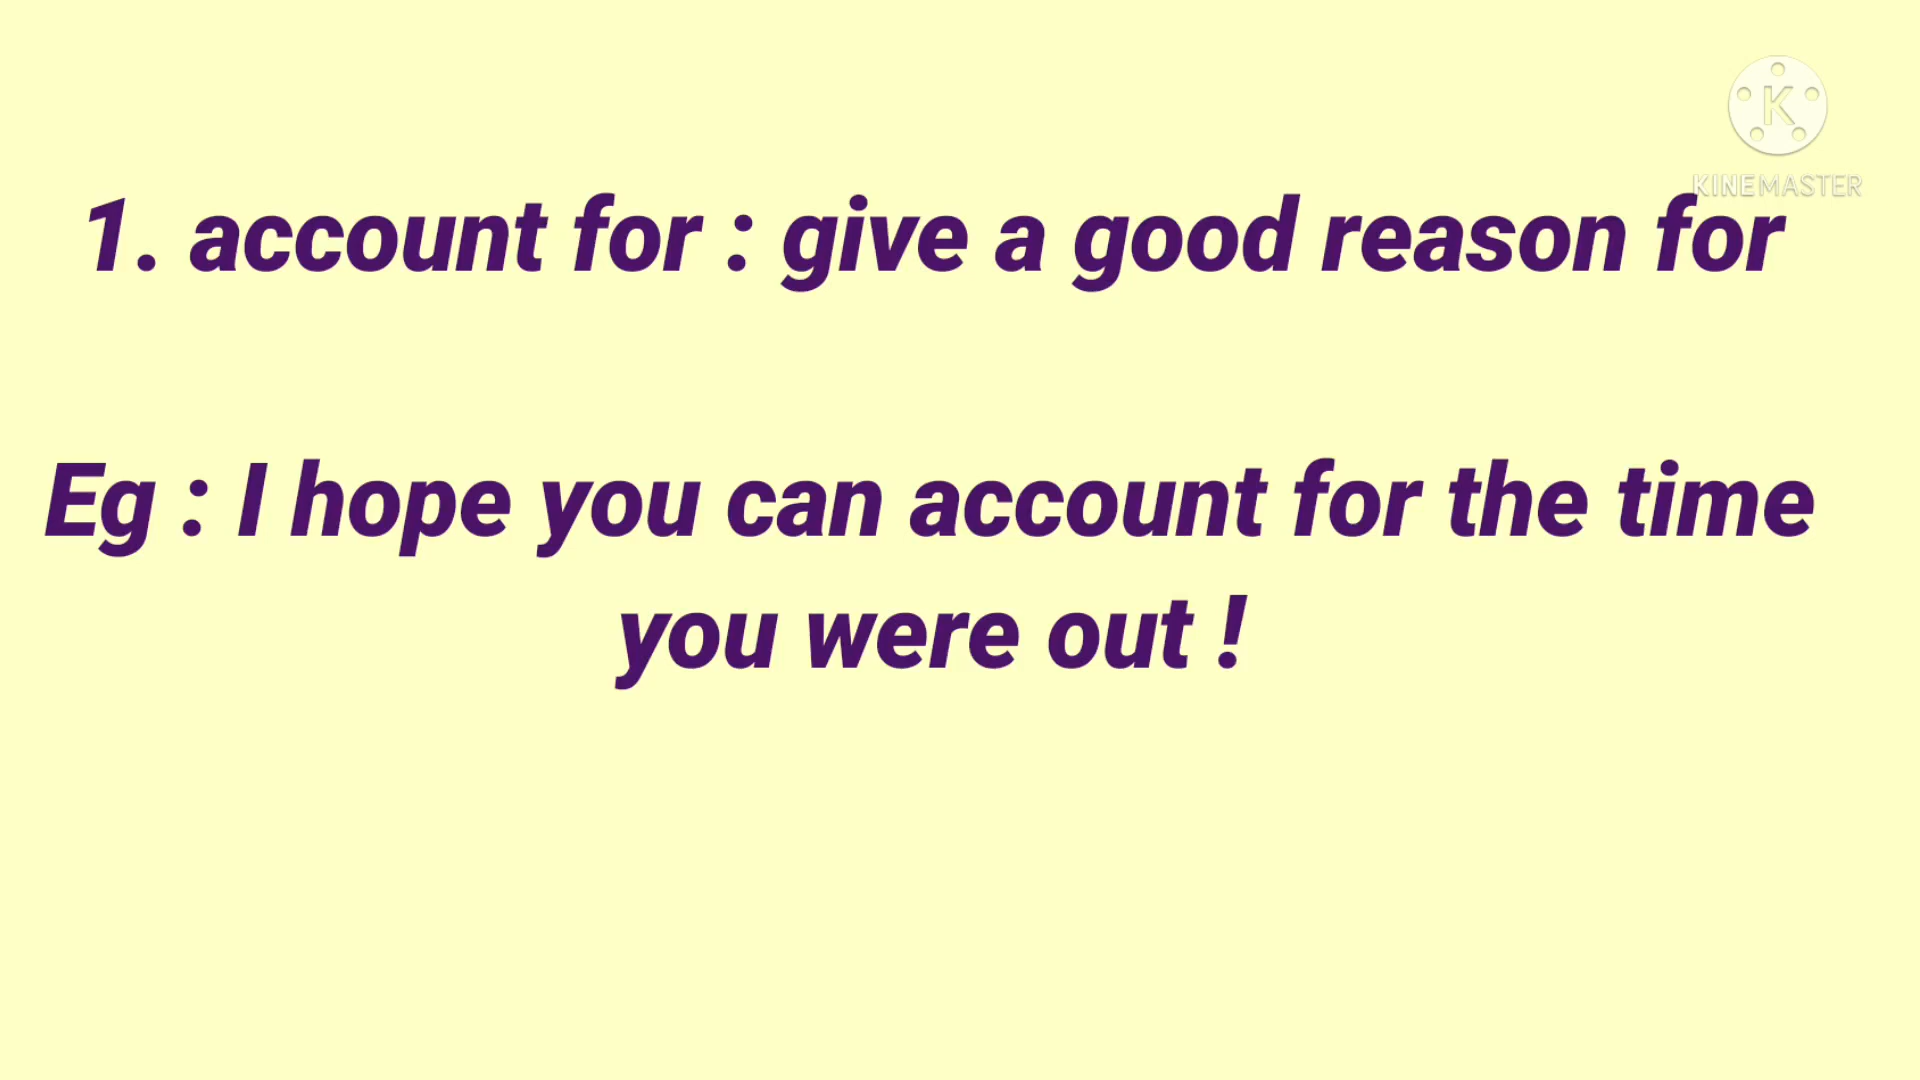 K
KINEMASTER
1. account for : give a good reason for
Eg : I hope you can account for the time
you were out !